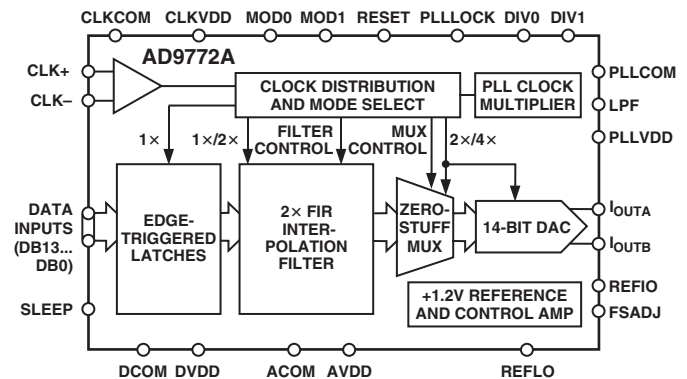 CLKCOM CLKVDD MOD0 MOD1 RESET PLLLOCK DIV0 DIV1
AD9772A
CLK+
CLK–
CLOCK DISTRIBUTION
AND MODE SELECT
PLL CLOCK
MULTIPLIER
PLLCOM
LPF
PLLVDD
1×
1×/2×
FILTER
CONTROL
MUX
CONTROL
2×/4×
DATA
INPUTS
(DB13...
DB0)
EDGE-
TRIGGERED
LATCHES
2× FIR
INTER-
POLATION
FILTER
ZERO-
STUFF
MUX
14-BIT DAC
IOUTA
IOUTB
SLEEP
+1.2V REFERENCE
AND CONTROL AMP
REFIO
FSADJ
DCOM DVDD ACOM AVDD REFLO